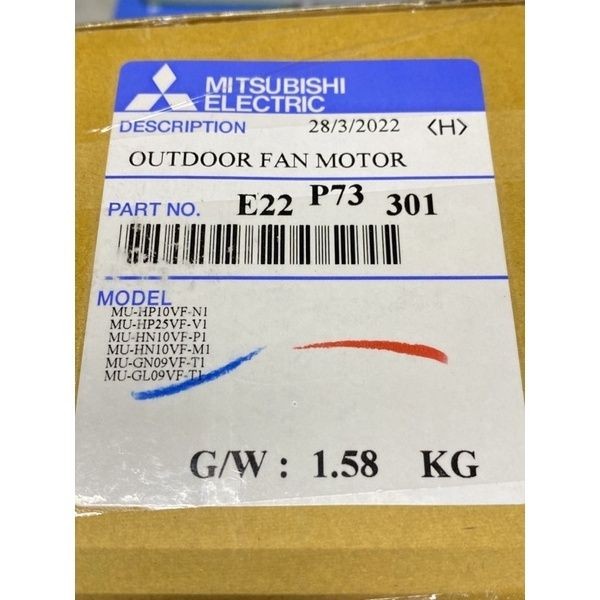 MITSUBISHI
ELECTRIC
DESCRIPTION 28/3/2022 <H>
OUTDOOR FAN MOTOR
PART NO. E22 P73 301
MODEL
MU-HP10VF-N1
MU-HP25VF-V1
MU-HN10VF-P1
MU-HN10VF-M1
MU-GN09VF-T1
MU-GL09VF-T1
G/W : 1.58 KG